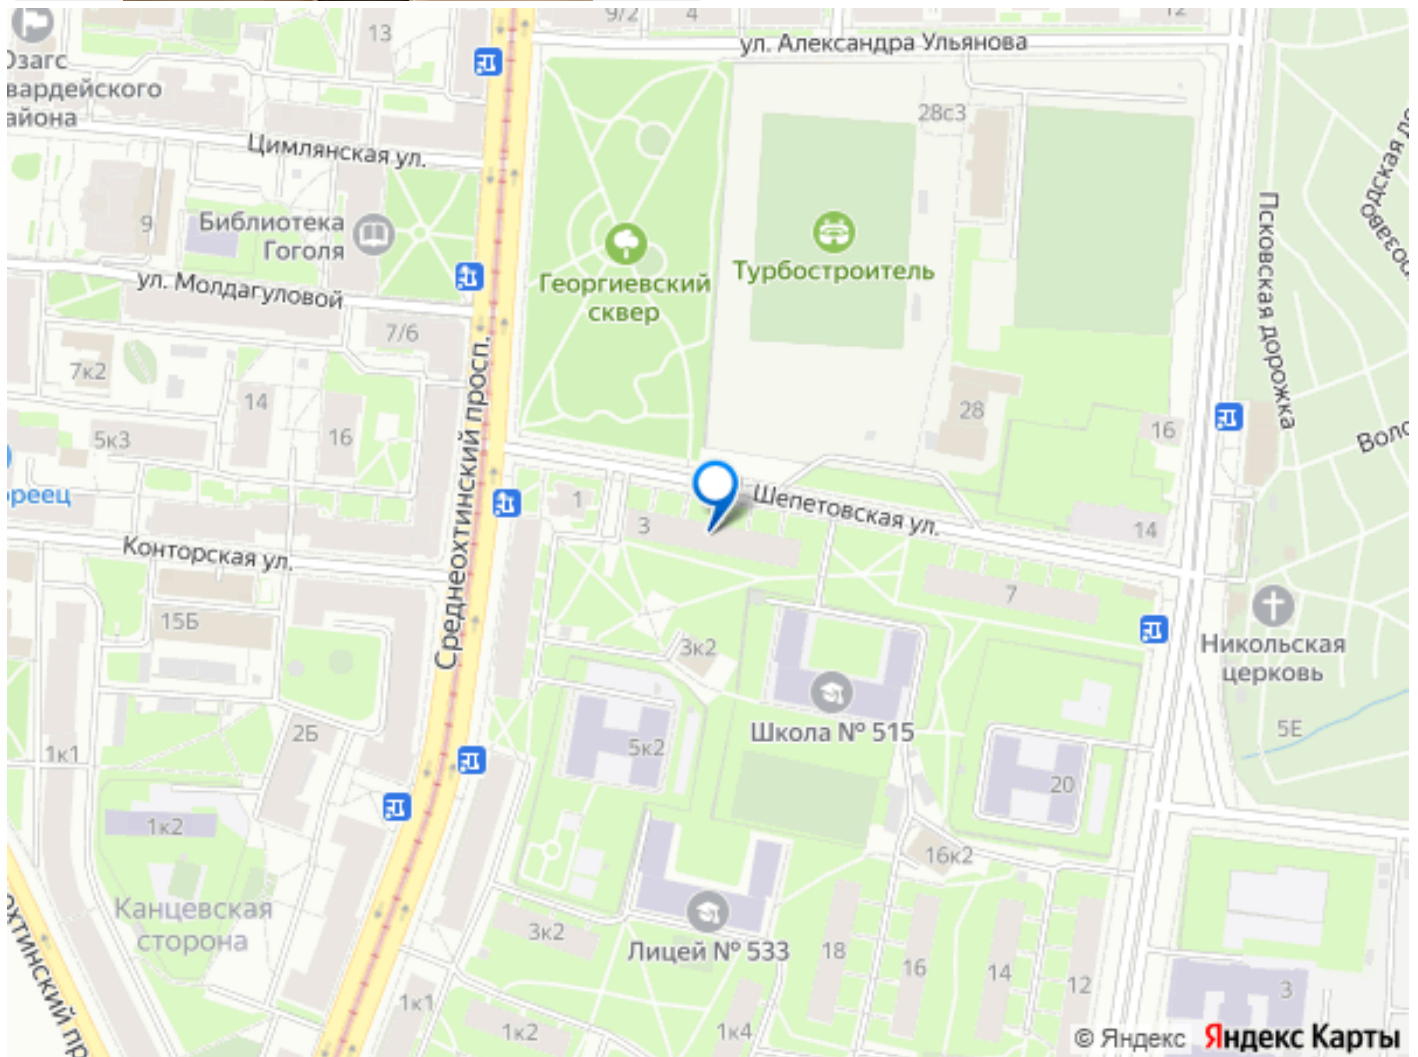 9/2
4
12
13
ул. Александра Ульянова
вардейского
айона
28с3
Цимлянская ул.
Библиотека
Гоголя
9
Георгиевский
сквер
Турбостроитель
Псковская дорожка
ул. Молдагуловой
7/6
7к2
14
16
5к3
28
16
Среднеохтинский просп.
1
3
Шепетовская ул.
14
Конторская ул.
7
15Б
3к2
Никольская
церковь
Школа № 515
5Е
2Б
1к1
5к2
20
1к2
16к2
Канцевская
сторона
3к2
Лицей № 533
18
16
14
12
3
1к1
1к2
1к4
© Яндекс Яндекс Карты